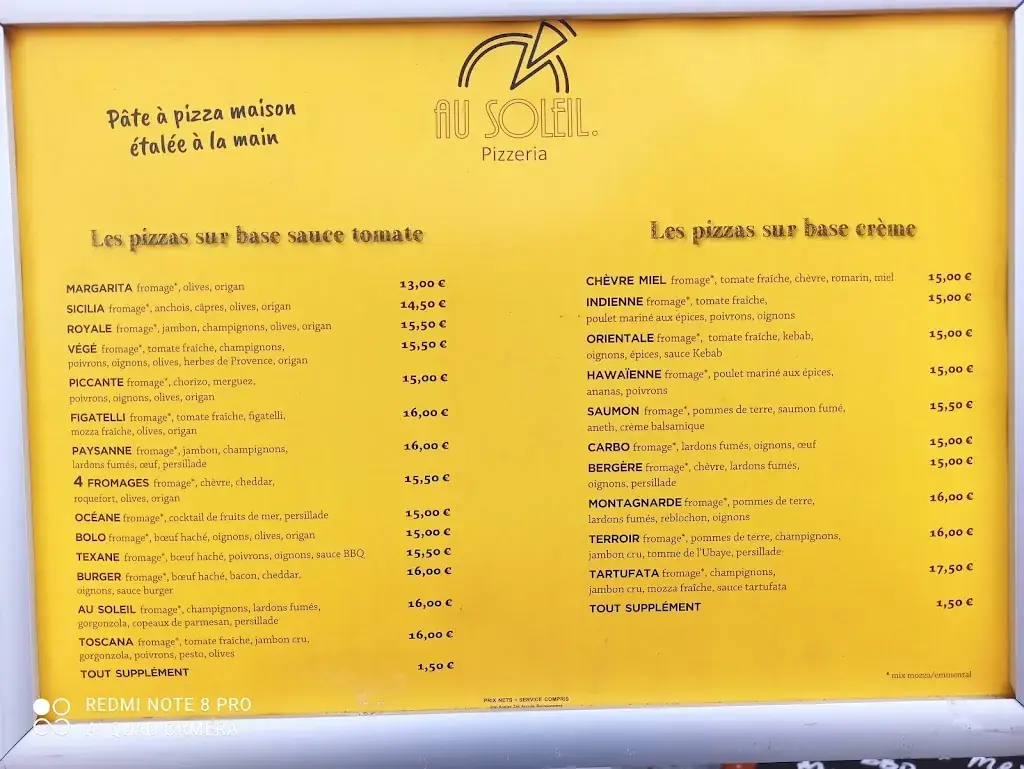 Pâte à pizza maison
étalée à la main
AU SOLEIL.
Pizzeria
Les pizzas sur base sauce tomate
MARGARITA fromage*, olives, origan 13,00 €
SICILIA fromage*, anchois, câpres, olives, origan 14,50 €
ROYALE fromage*, jambon, champignons, olives, origan 15,50 €
VÉGÉ fromage*, tomate fraîche, champignons, 15,50 €
poivrons, oignons, olives, herbes de Provence, origan
PICCANTE fromage*, chorizo, merguez, 15,00 €
poivrons, oignons, olives, origan
FIGATELLI fromage*, tomate fraîche, figatelli, 16,00 €
mozza fraîche, olives, origan
PAYSANNE fromage*, jambon, champignons, 16,00 €
lardons fumés, œuf, persillade
4 FROMAGES fromage*, chèvre, cheddar, 15,50 €
roquefort, olives, origan
OCÉANE fromage*, cocktail de fruits de mer, persillade 15,00 €
BOLO fromage*, bœuf haché, oignons, olives, origan 15,00 €
TEXANE fromage*, bœuf haché, poivrons, oignons, sauce BBQ 15,50 €
BURGER fromage*, bœuf haché, bacon, cheddar, 16,00 €
oignons, sauce burger
AU SOLEIL fromage*, champignons, lardons fumés, 16,00 €
gorgonzola, copeaux de parmesan, persillade
TOSCANA fromage*, tomate fraîche, jambon cru, 16,00 €
gorgonzola, poivrons, pesto, olives
TOUT SUPPLÉMENT 1,50 €
Les pizzas sur base crème
CHÈVRE MIEL fromage*, tomate fraîche, chèvre, romarin, miel 15,00 €
INDIENNE fromage*, tomate fraîche, 15,00 €
poulet mariné aux épices, poivrons, oignons
ORIENTALE fromage*, tomate fraîche, kebab, 15,00 €
oignons, épices, sauce Kebab
HAWAÏENNE fromage*, poulet mariné aux épices, 15,00 €
ananas, poivrons
SAUMON fromage*, pommes de terre, saumon fumé, 15,50 €
aneth, crème balsamique
CARBO fromage*, lardons fumés, oignons, œuf 15,00 €
BERGÈRE fromage*, chèvre, lardons fumés, 15,00 €
oignons, persillade
MONTAGNARDE fromage*, pommes de terre, 16,00 €
lardons fumés, reblochon, oignons
TERROIR fromage*, pommes de terre, champignons, 16,00 €
jambon cru, tomme de l'Ubaye, persillade
TARTUFATA fromage*, champignons, 17,50 €
jambon cru, mozza fraîche, sauce tartufata
TOUT SUPPLÉMENT 1,50 €
* mix mozza/emmental
PRIX NETS - SERVICE COMPRIS
REDMI NOTE 8 PRO
AI QUAD CAMERA